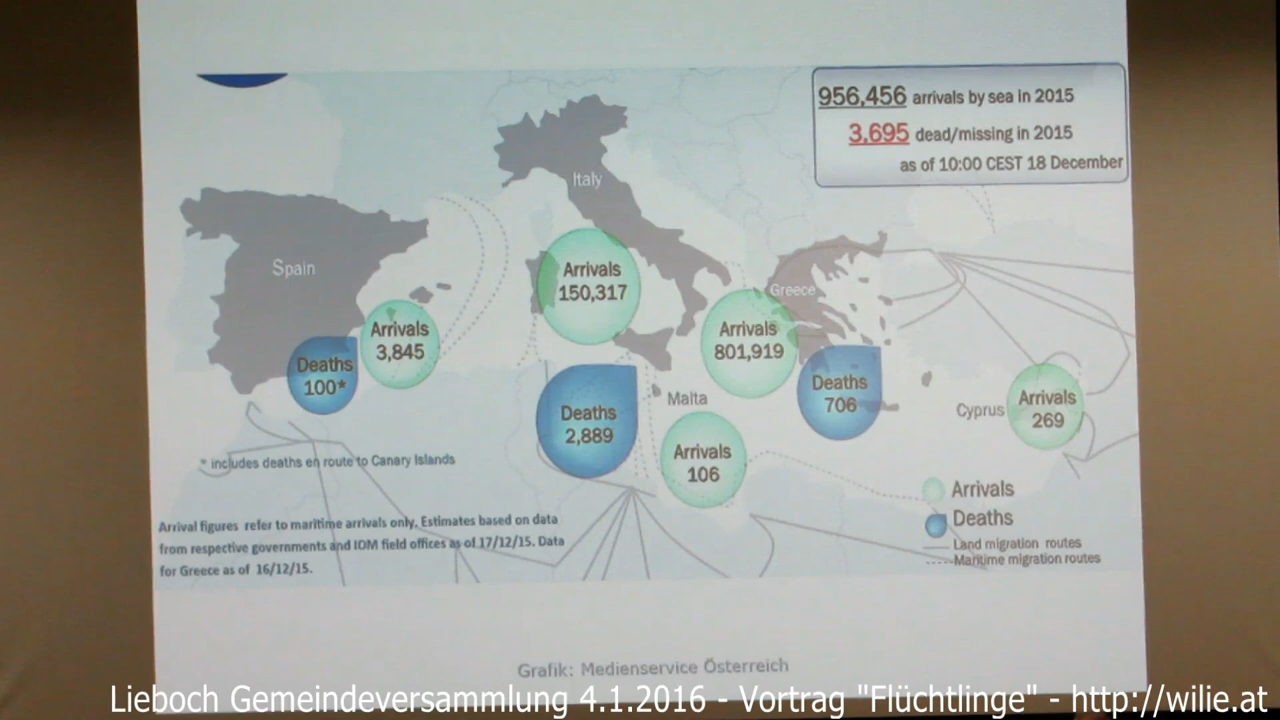 956,456 arrivals by sea in 2015
3,695 dead/missing in 2015
as of 10:00 CEST 18 December
Italy
Spain
Arrivals
150,317
Greece
Arrivals
3,845
Arrivals
801,919
Deaths
100*
Deaths
2,889
Malta
Deaths
706
Cyprus
Arrivals
269
Arrivals
106
* includes deaths en route to Canary Islands
Arrivals
Deaths
Land migration routes
Maritime migration routes
Arrival figures refer to maritime arrivals only. Estimates based on data
from respective governments and IOM field offices as of 17/12/15. Data
for Greece as of 16/12/15.
Grafik: Medienservice Österreich
Lieboch Gemeindeversammlung 4.1.2016 - Vortrag "Flüchtlinge" - http://wilie.at